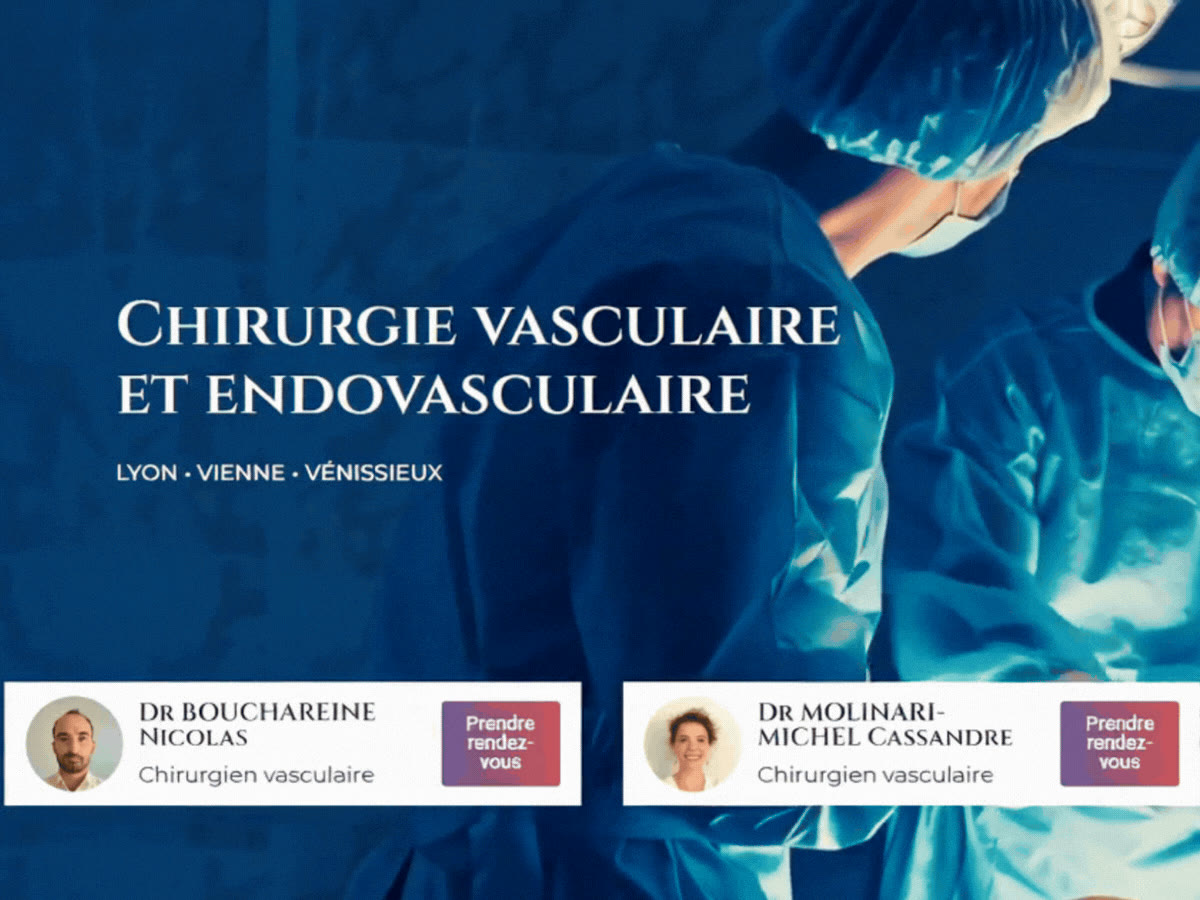 Chirurgie vasculaire
et endovasculaire
LYON • VIENNE • VÉNISSIEUX
Dr BOUCHAREINE
Nicolas
Chirurgien vasculaire
Prendre
rendez-
vous
Dr MOLINARI-
MICHEL Cassandre
Chirurgien vasculaire
Prendre
rendez-
vous